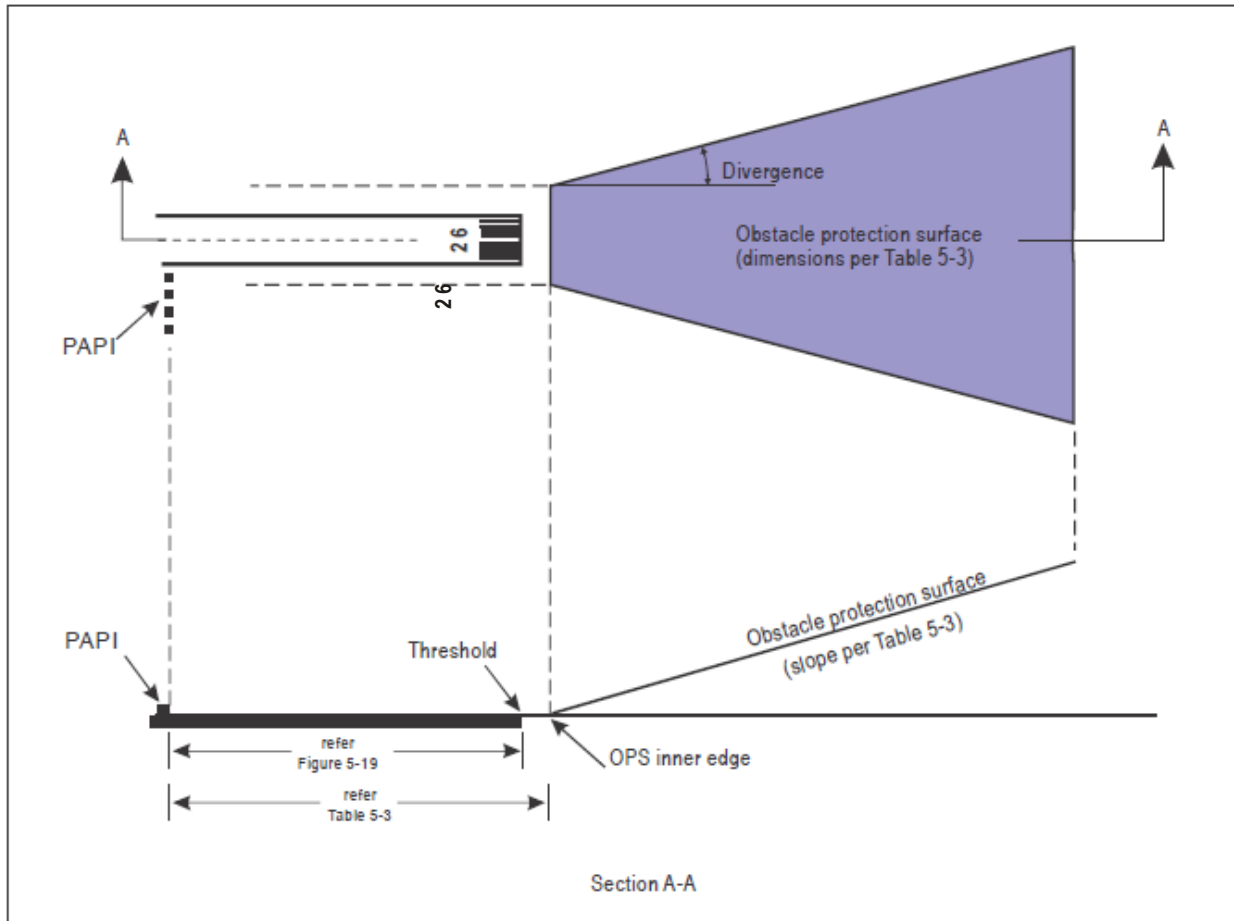 A
A
Divergence
26
Obstacle protection surface
(dimensions per Table 5-3)
26
PAPI
Obstacle protection surface
(slope per Table 5-3)
PAPI
Threshold
refer
Figure 5-19
OPS inner edge
refer
Table 5-3
Section A-A